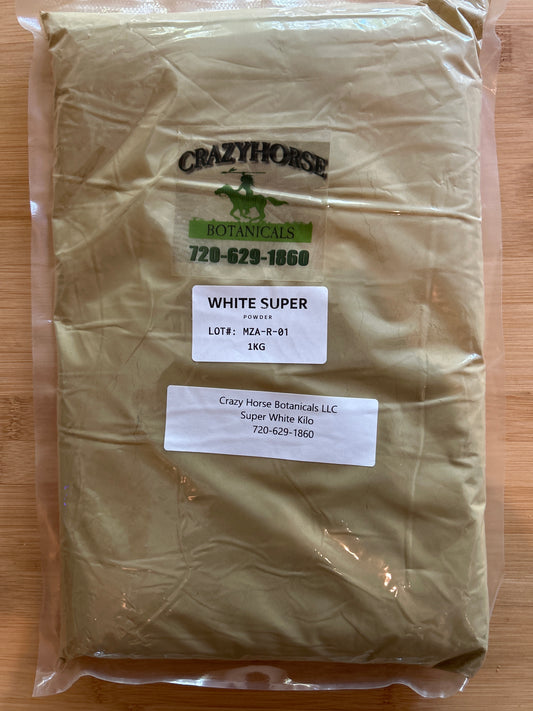 CRAZYHORSE
BOTANICALS
720-629-1860
WHITE SUPER
POWDER
LOT#: MZA-R-01
1KG
Crazy Horse Botanicals LLC
Super White Kilo
720-629-1860